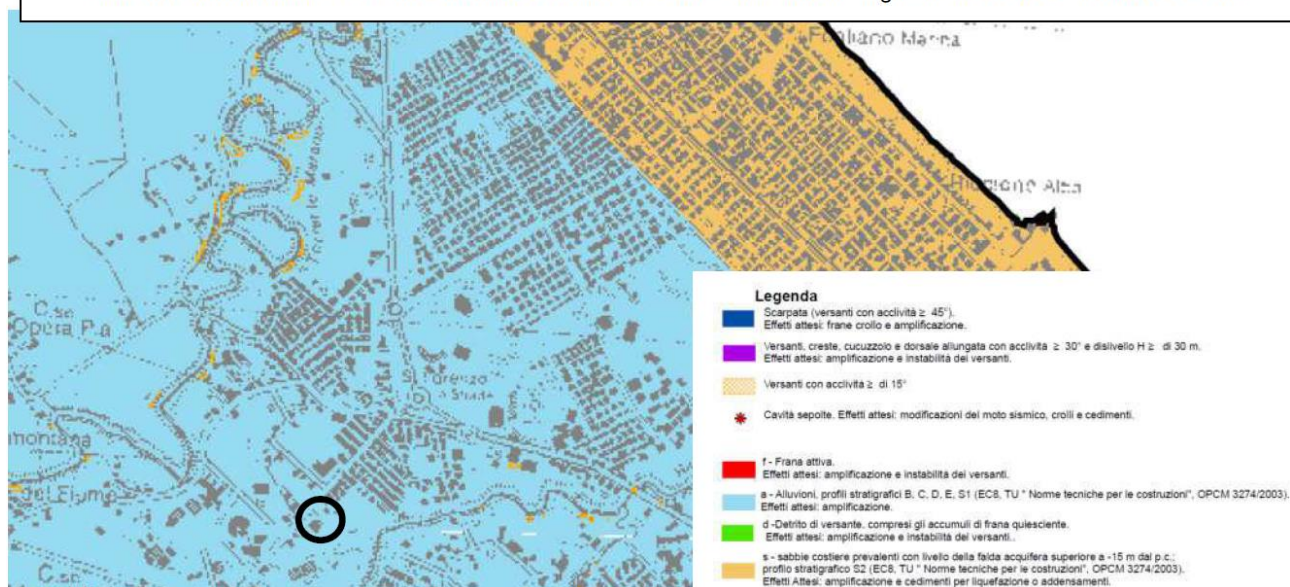 Riccione Alta
C.se
Opera Pia
S. Lorenzo
in Strada
montana
del Fiume
C.se
Legenda
Scarpata (versanti con acclività ≥ 45°).
Effetti attesi: frane crollo e amplificazione.
Versanti, creste, cucuzzolo e dorsale allungata con acclività ≥ 30° e dislivello H ≥ di 30 m.
Effetti attesi: amplificazione e instabilità dei versanti.
Versanti con acclività ≥ di 15°
Cavità sepolte. Effetti attesi: modificazioni del moto sismico, crolli e cedimenti.
f - Frana attiva.
Effetti attesi: amplificazione e instabilità dei versanti.
a - Alluvioni, profili stratigrafici B, C, D, E, S1 (EC8, TU " Norme tecniche per le costruzioni", OPCM 3274/2003).
Effetti attesi: amplificazione.
d -Detrito di versante, compresi gli accumuli di frana quiesciente.
Effetti attesi: amplificazione e instabilità dei versanti..
s - sabbie costiere prevalenti con livello della falda acquifera superiore a -15 m dal p.c.;
profilo stratigrafico S2 (EC8, TU " Norme tecniche per le costruzioni", OPCM 3274/2003).
Effetti Attesi: amplificazione e cedimenti per liquefazione o addensamenti.